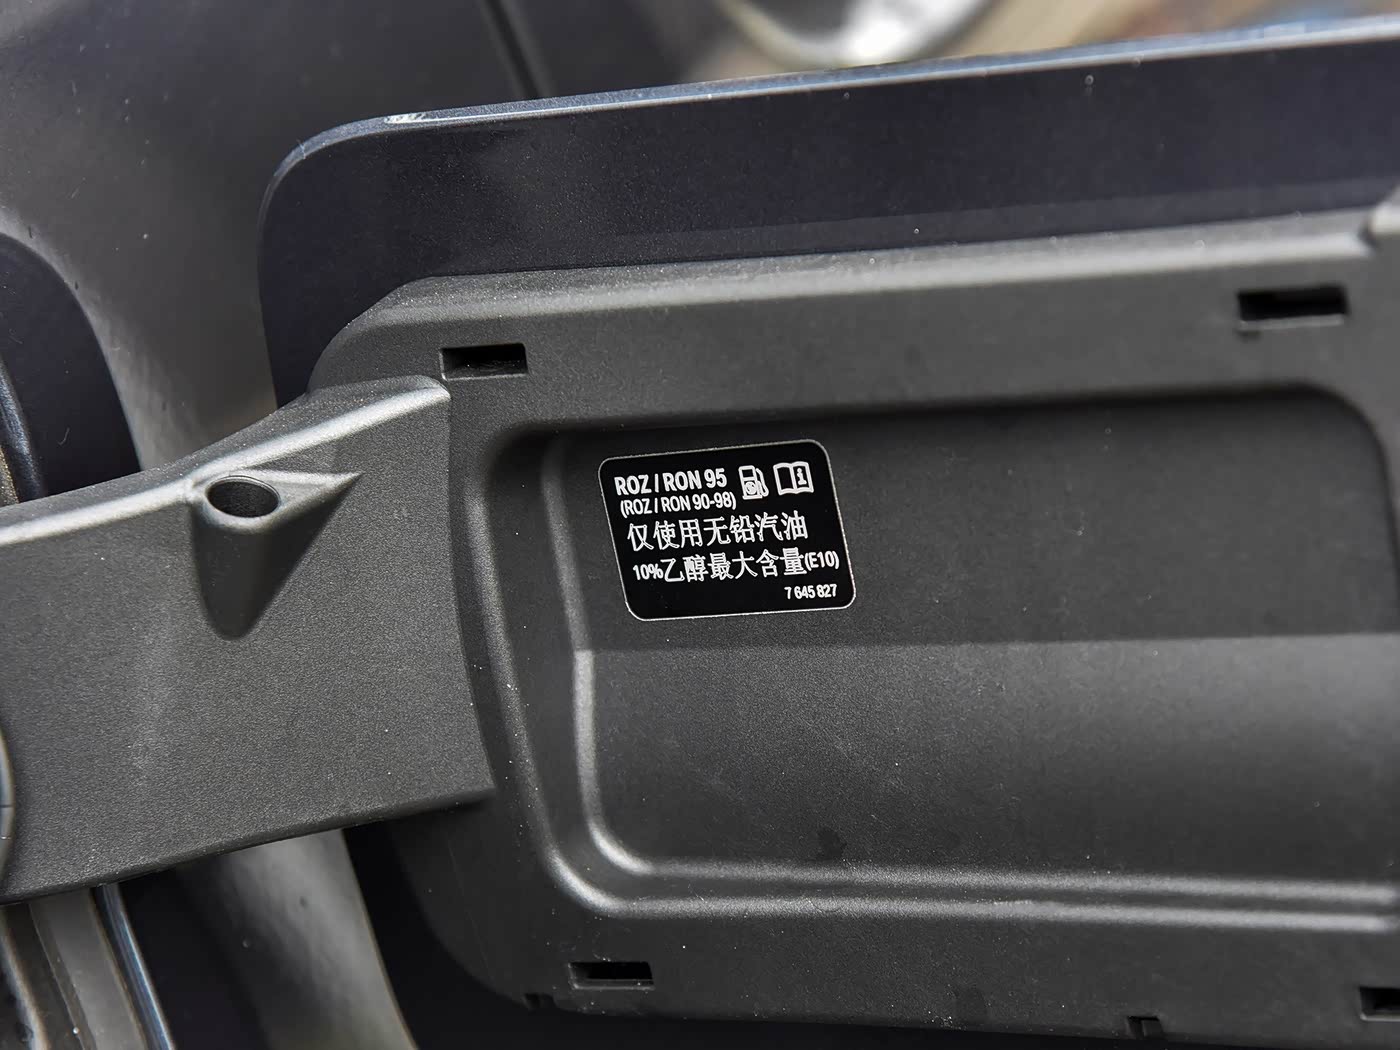 ROZ / RON 95
(ROZ / RON 90-98)
仅使用无铅汽油
10%乙醇最大含量(E10)
7 645 827